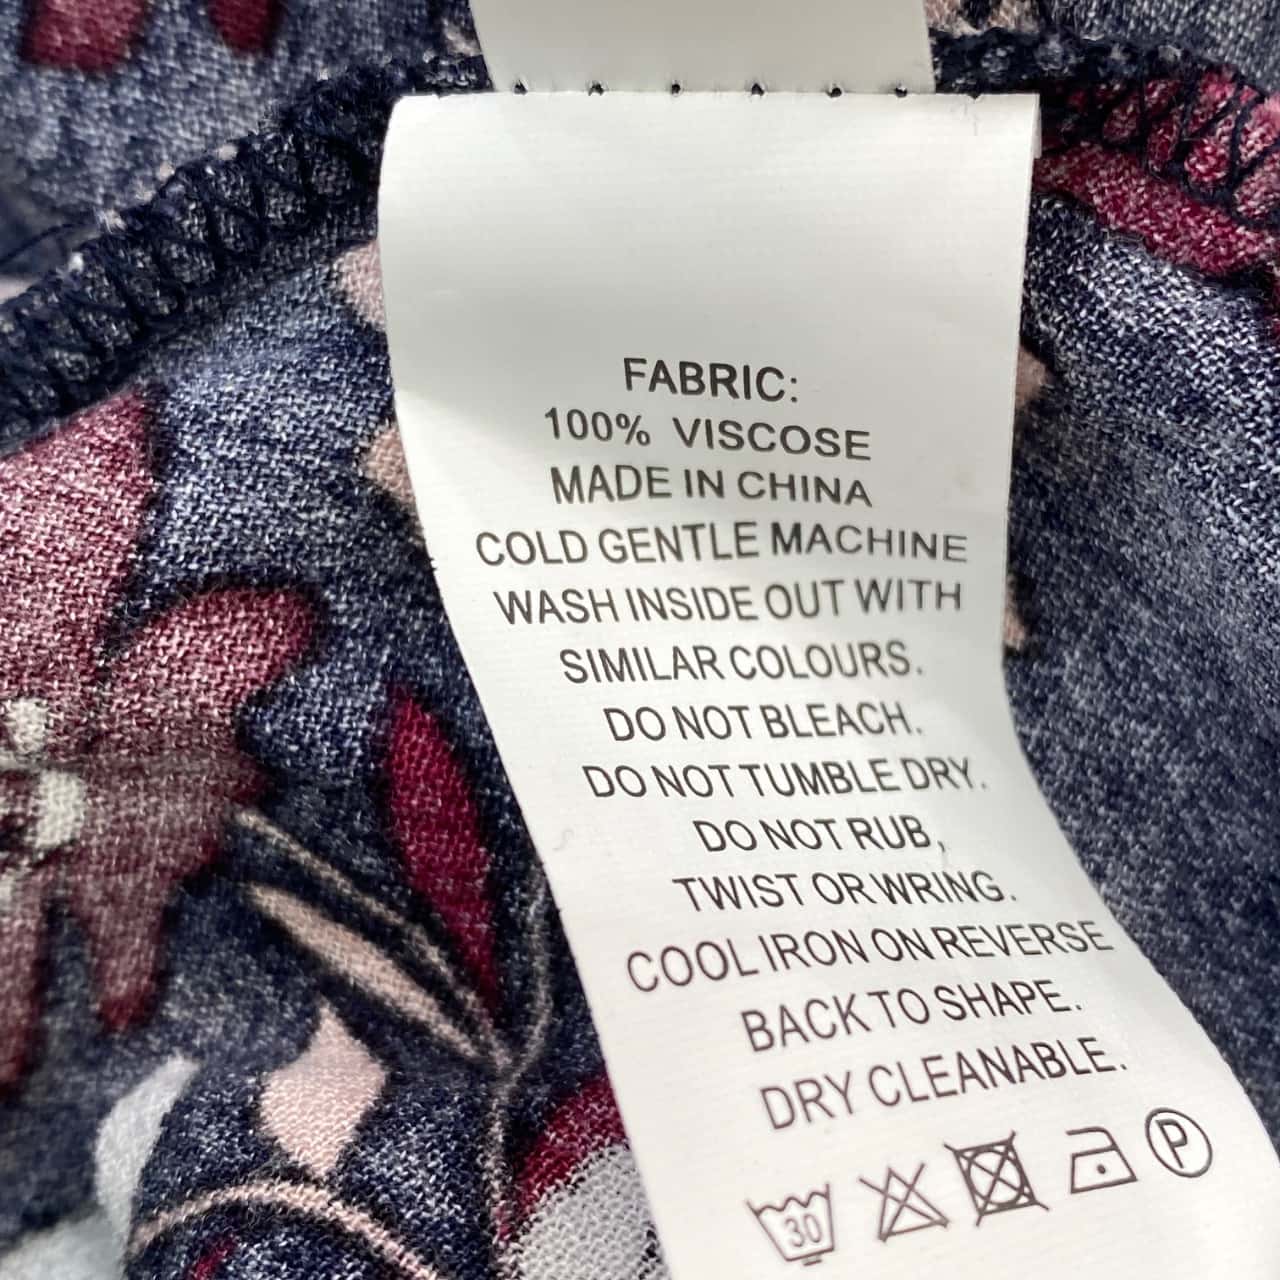 FABRIC:
100% VISCOSE
MADE IN CHINA
COLD GENTLE MACHINE
WASH INSIDE OUT WITH
SIMILAR COLOURS.
DO NOT BLEACH.
DO NOT TUMBLE DRY.
DO NOT RUB,
TWIST OR WRING.
COOL IRON ON REVERSE
BACK TO SHAPE.
DRY CLEANABLE.
30 P